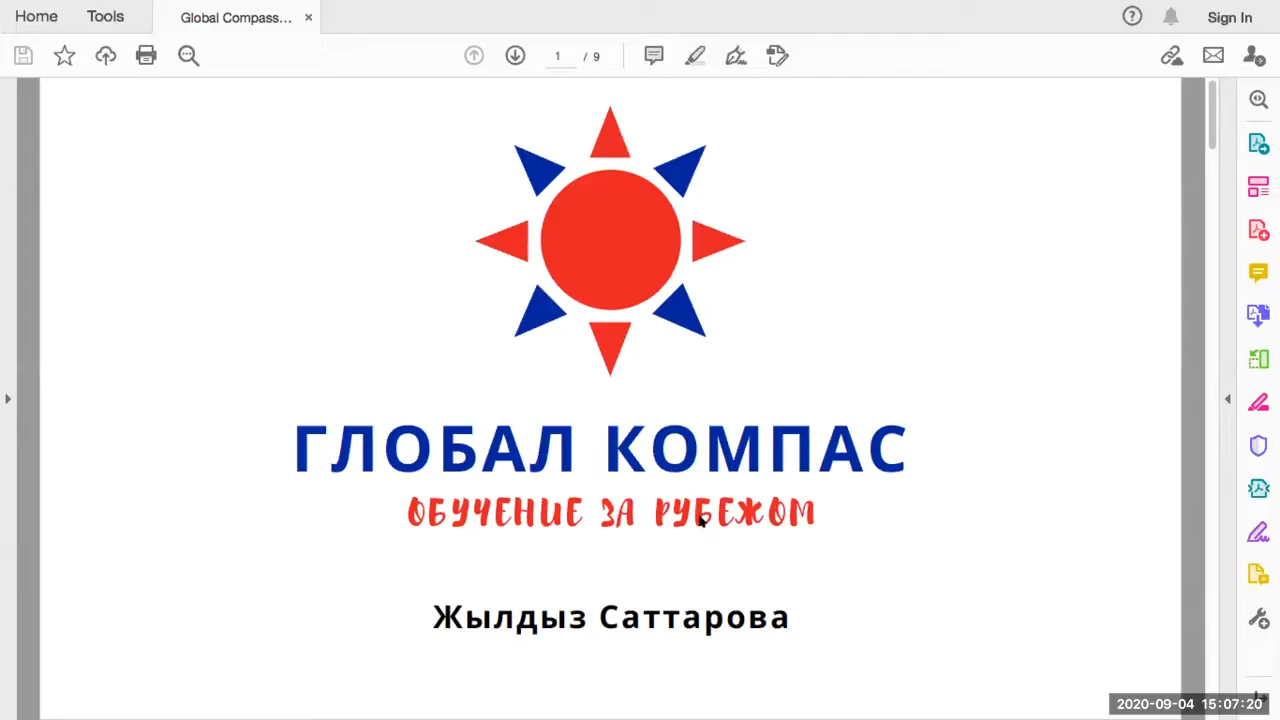 Home Tools Global Compass... × Sign In
1 / 9
ГЛОБАЛ КОМПАС
ОБУЧЕНИЕ ЗА РУБЕЖОМ
Жылдыз Саттарова
2020-09-04 15:07:20